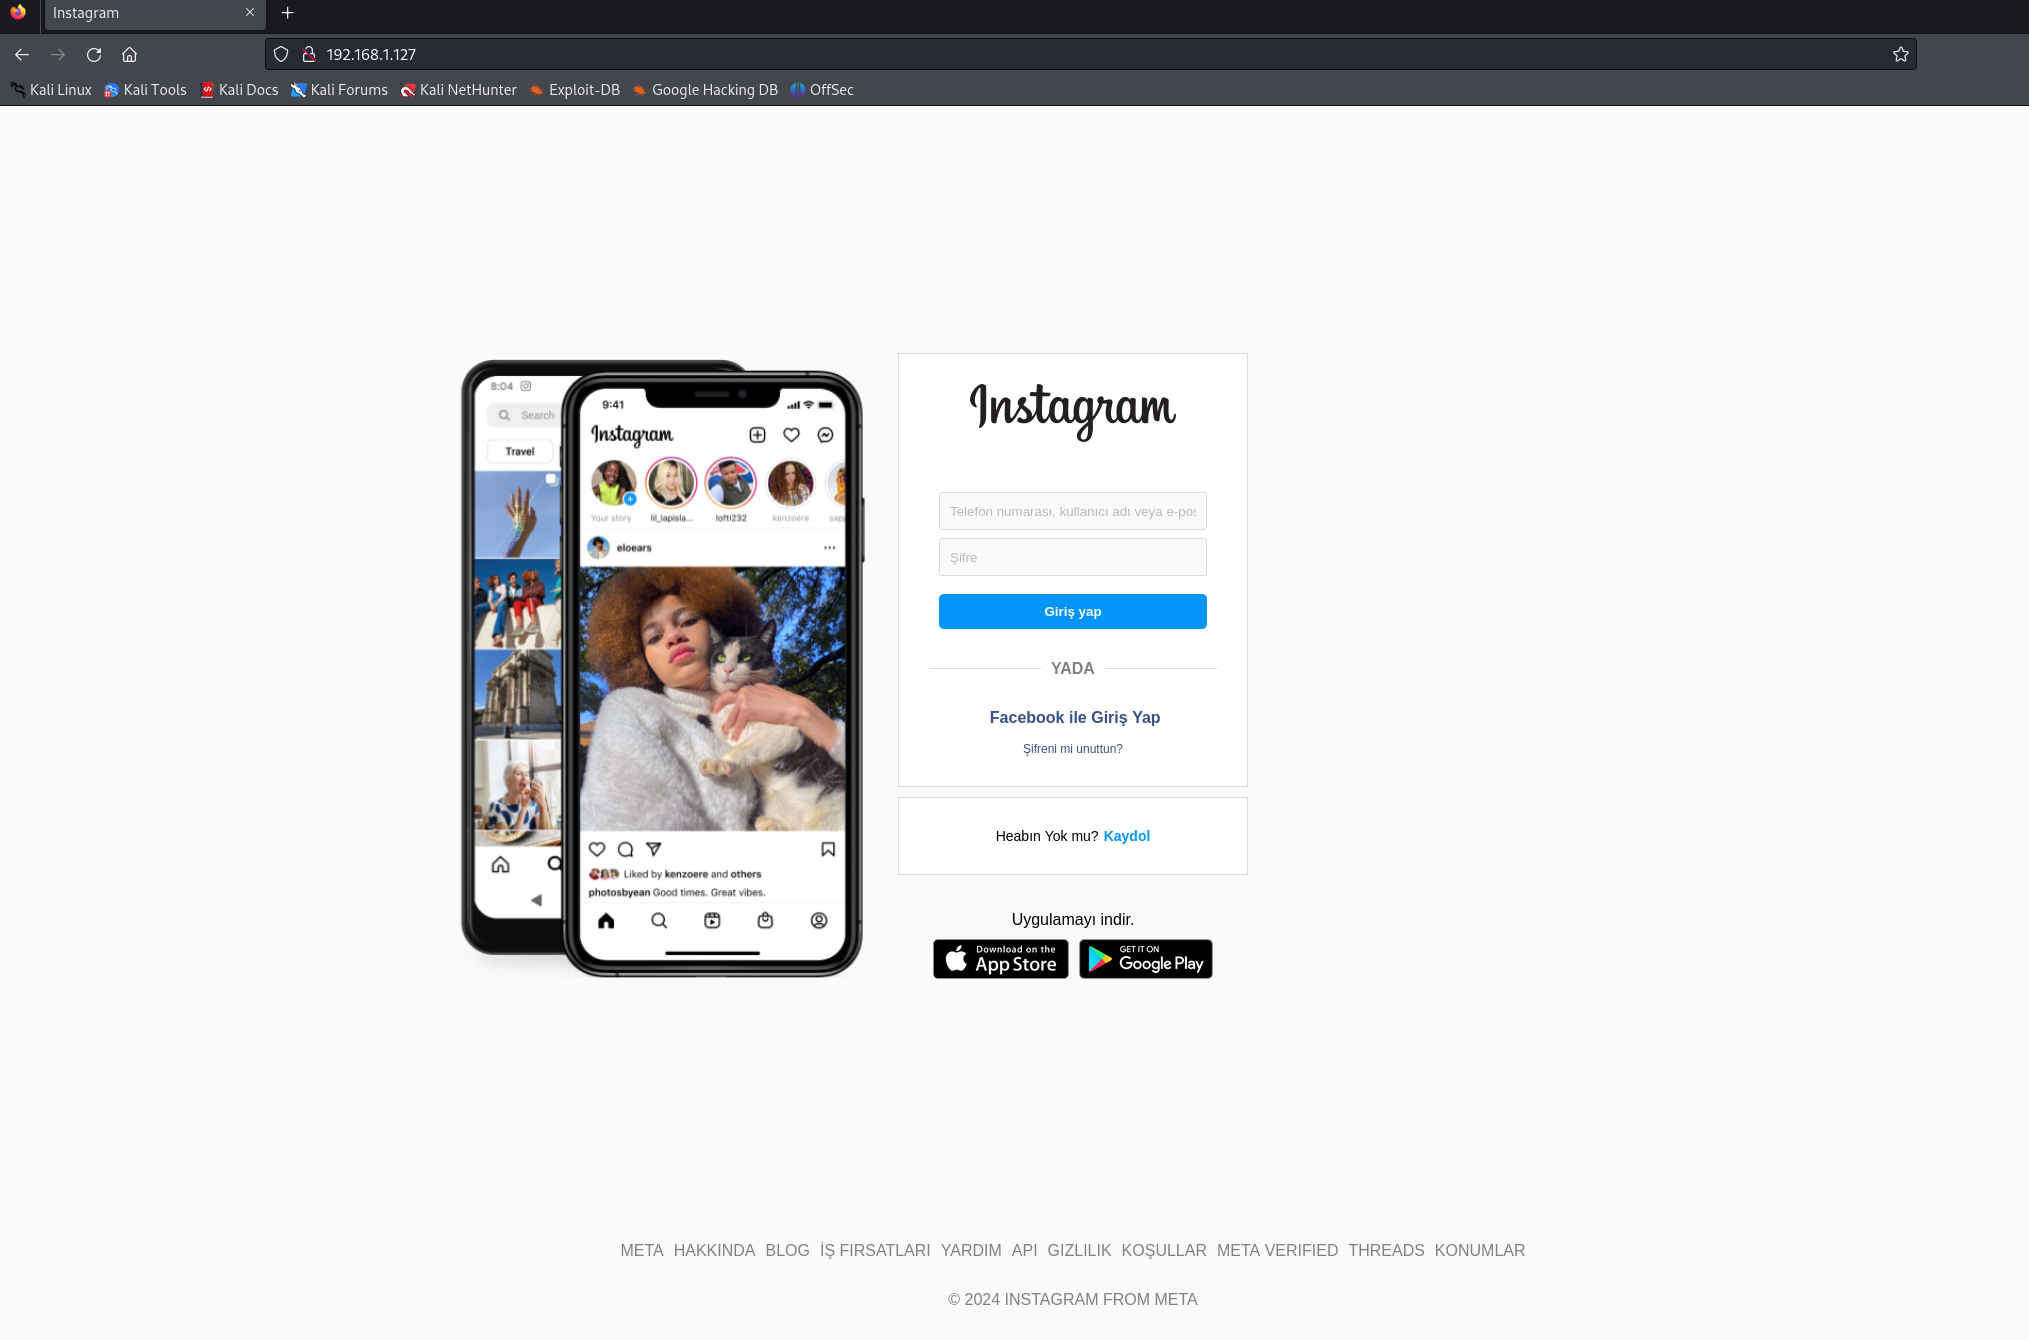 Instagram
192.168.1.127
Kali Linux Kali Tools Kali Docs Kali Forums Kali NetHunter Exploit-DB Google Hacking DB OffSec
8:04
Search
Travel
9:41
Instagram
Your story lil_lapisla... lofti232 kenzoere sap
eloears
Liked by kenzoere and others
photosbyean Good times. Great vibes.
Instagram
Telefon numarası, kullanıcı adı veya e-pos
Şifre
Giriş yap
YADA
Facebook ile Giriş Yap
Şifreni mi unuttun?
Heabın Yok mu? Kaydol
Uygulamayı indir.
Download on the
App Store
GET IT ON
Google Play
META HAKKINDA BLOG İŞ FIRSATLARI YARDIM API GIZLILIK KOŞULLAR META VERIFIED THREADS KONUMLAR
© 2024 INSTAGRAM FROM META